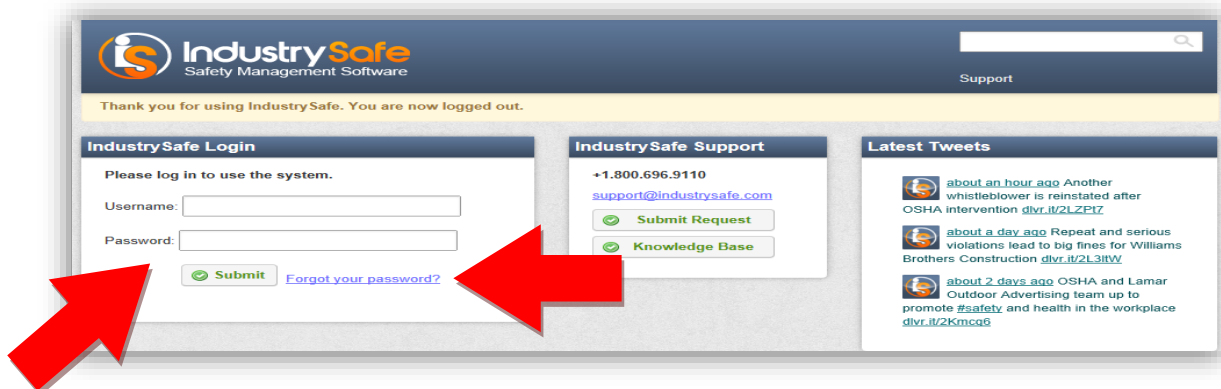 IndustrySafe
Safety Management Software
Support
Thank you for using IndustrySafe. You are now logged out.
IndustrySafe Login
Please log in to use the system.
Username:
Password:
Submit
Forgot your password?
IndustrySafe Support
+1.800.696.9110
support@industrysafe.com
Submit Request
Knowledge Base
Latest Tweets
about an hour ago Another
whistleblower is reinstated after
OSHA intervention dlvr.it/2LZPt7
about a day ago Repeat and serious
violations lead to big fines for Williams
Brothers Construction dlvr.it/2L3ltW
about 2 days ago OSHA and Lamar
Outdoor Advertising team up to
promote #safety and health in the workplace
dlvr.it/2Kmcq6